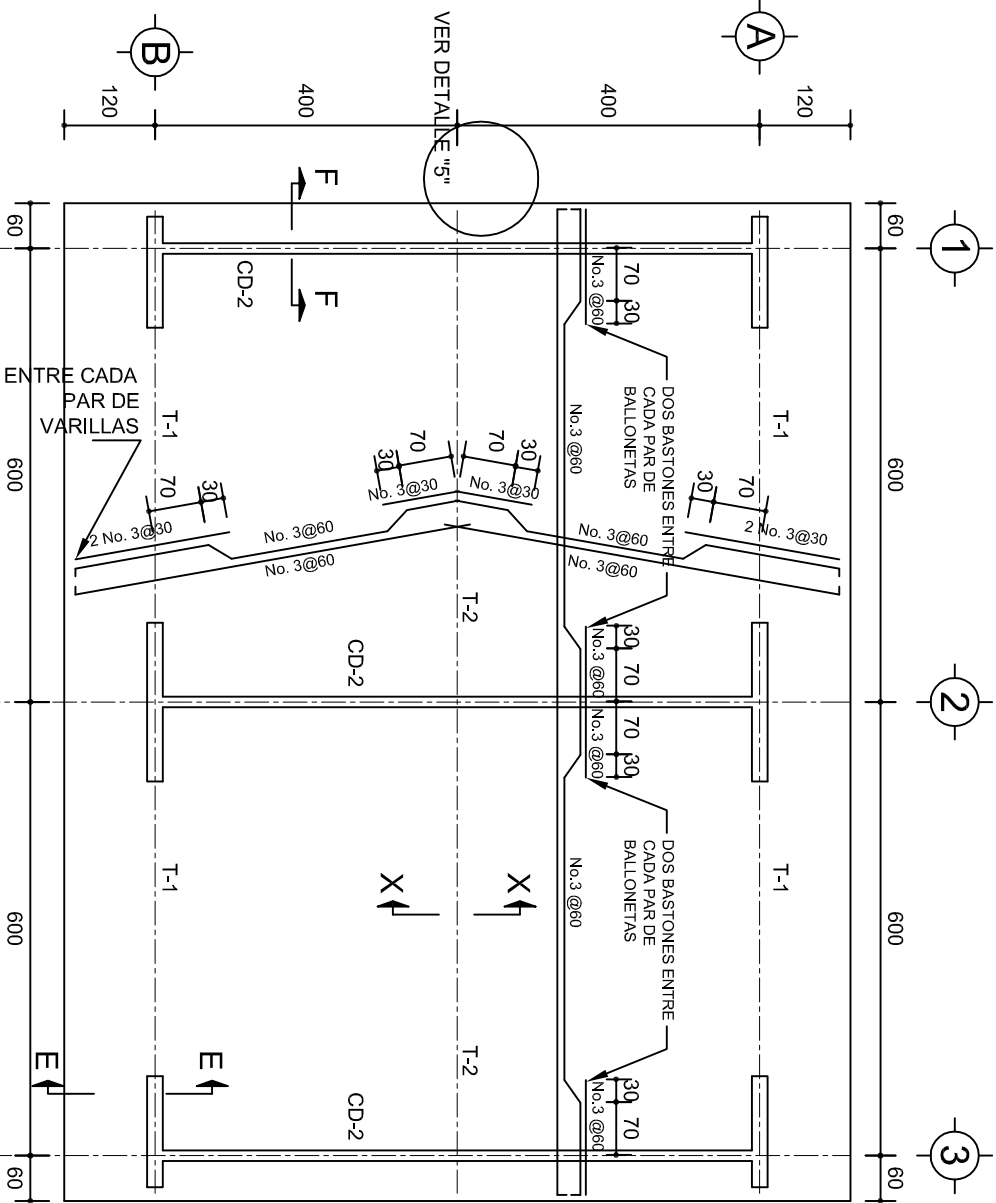 A
B
1
2
3
120
400
400
120
60
600
600
60
60
600
600
60
VER DETALLE "5"
F
F
CD-2
CD-2
CD-2
T-1
T-1
T-1
T-1
T-2
T-2
X
X
E
E
ENTRE CADA
PAR DE
VARILLAS
DOS BASTONES ENTRE
CADA PAR DE
BALLONETAS
DOS BASTONES ENTRE
CADA PAR DE
BALLONETAS
70
30
No.3 @60
No.3 @60
30
70
No.3 @60
70
30
No.3 @60
No.3 @60
30
70
No.3 @60
70
30
2 No. 3@30
No. 3@60
No. 3@60
30
70
No. 3@30
70
30
No. 3@30
No. 3@60
No. 3@60
30
70
2 No. 3@30